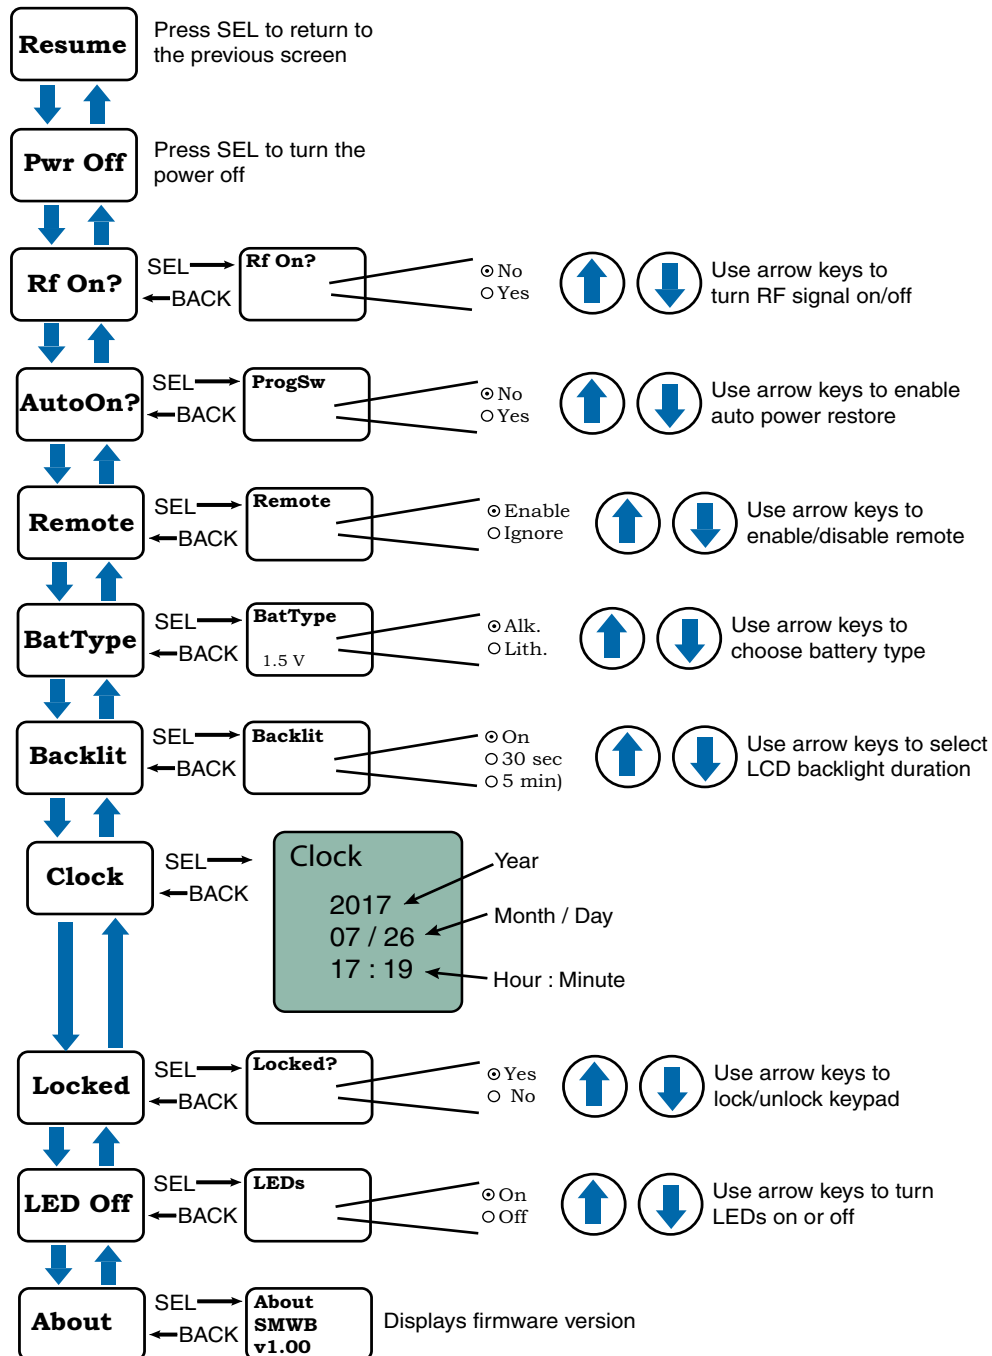 Resume
Press SEL to return to
the previous screen
Pwr Off
Press SEL to turn the
power off
Rf On?
SEL
BACK
Rf On?
No
Yes
Use arrow keys to
turn RF signal on/off
AutoOn?
SEL
BACK
ProgSw
No
Yes
Use arrow keys to enable
auto power restore
Remote
SEL
BACK
Remote
Enable
Ignore
Use arrow keys to
enable/disable remote
BatType
SEL
BACK
BatType
1.5 V
Alk.
Lith.
Use arrow keys to
choose battery type
Backlit
SEL
BACK
Backlit
On
30 sec
5 min)
Use arrow keys to select
LCD backlight duration
Clock
SEL
BACK
Clock
2017
07 / 26
17 : 19
Year
Month / Day
Hour : Minute
Locked
SEL
BACK
Locked?
Yes
No
Use arrow keys to
lock/unlock keypad
LED Off
SEL
BACK
LEDs
On
Off
Use arrow keys to turn
LEDs on or off
About
SEL
BACK
About
SMWB
v1.00
Displays firmware version